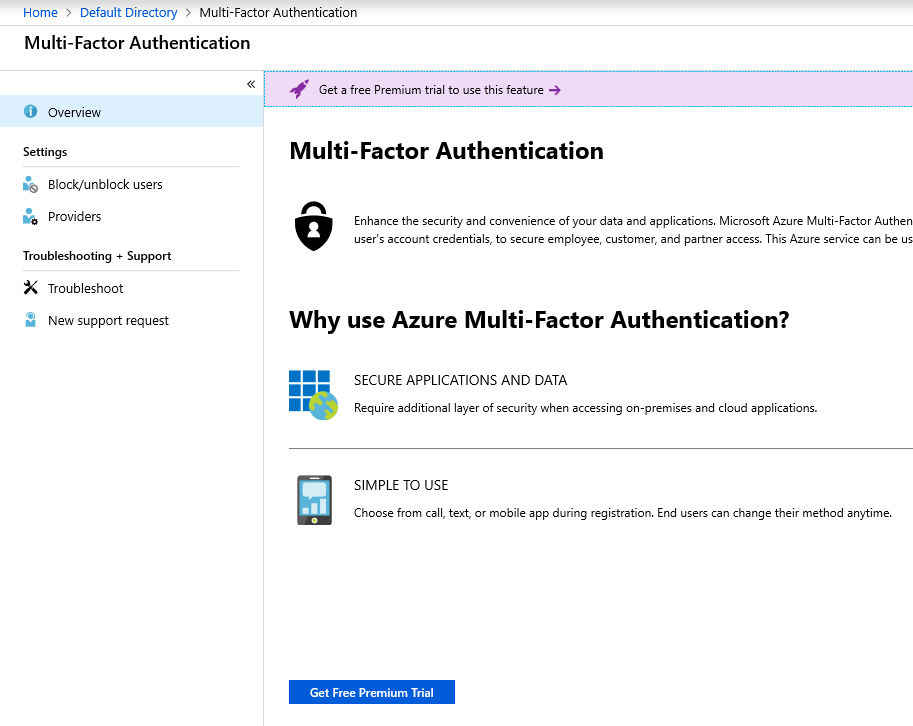 Home > Default Directory > Multi-Factor Authentication
Multi-Factor Authentication
«
Overview
Settings
Block/unblock users
Providers
Troubleshooting + Support
Troubleshoot
New support request
Get a free Premium trial to use this feature →
Multi-Factor Authentication
Enhance the security and convenience of your data and applications. Microsoft Azure Multi-Factor Authen
user's account credentials, to secure employee, customer, and partner access. This Azure service can be us
Why use Azure Multi-Factor Authentication?
SECURE APPLICATIONS AND DATA
Require additional layer of security when accessing on-premises and cloud applications.
SIMPLE TO USE
Choose from call, text, or mobile app during registration. End users can change their method anytime.
Get Free Premium Trial